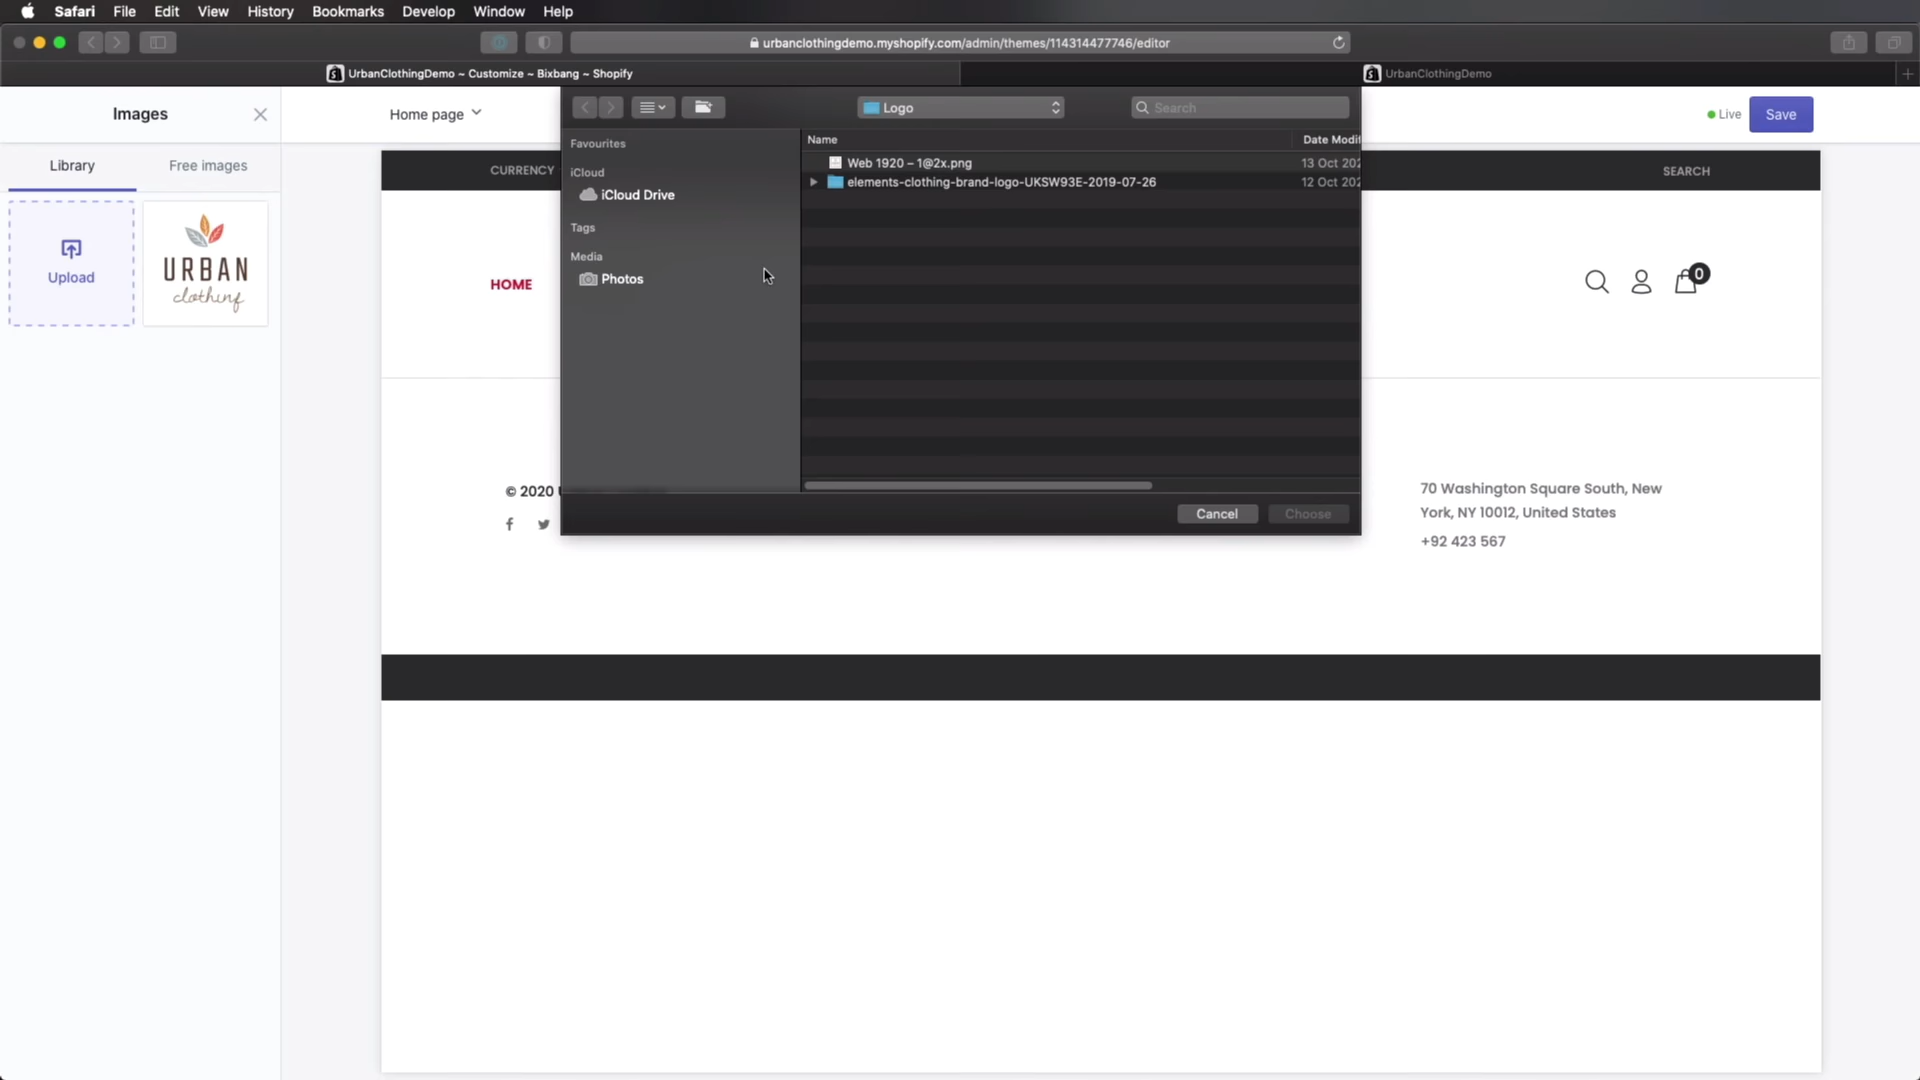 Safari File Edit View History Bookmarks Develop Window Help
urbanclothingdemo.myshopify.com/admin/themes/114314477746/editor
UrbanClothingDemo ~ Customize ~ Bixbang ~ Shopify
UrbanClothingDemo
Images
Home page
Logo
Search
Live
Save
Library
Free images
Favourites
Name
Date Modifi
CURRENCY
iCloud
Web 1920 – 1@2x.png
13 Oct 202
SEARCH
iCloud Drive
elements-clothing-brand-logo-UKSW93E-2019-07-26
12 Oct 202
Tags
Media
Photos
Upload
URBAN
clothing
HOME
0
© 2020
70 Washington Square South, New
York, NY 10012, United States
+92 423 567
Cancel
Choose